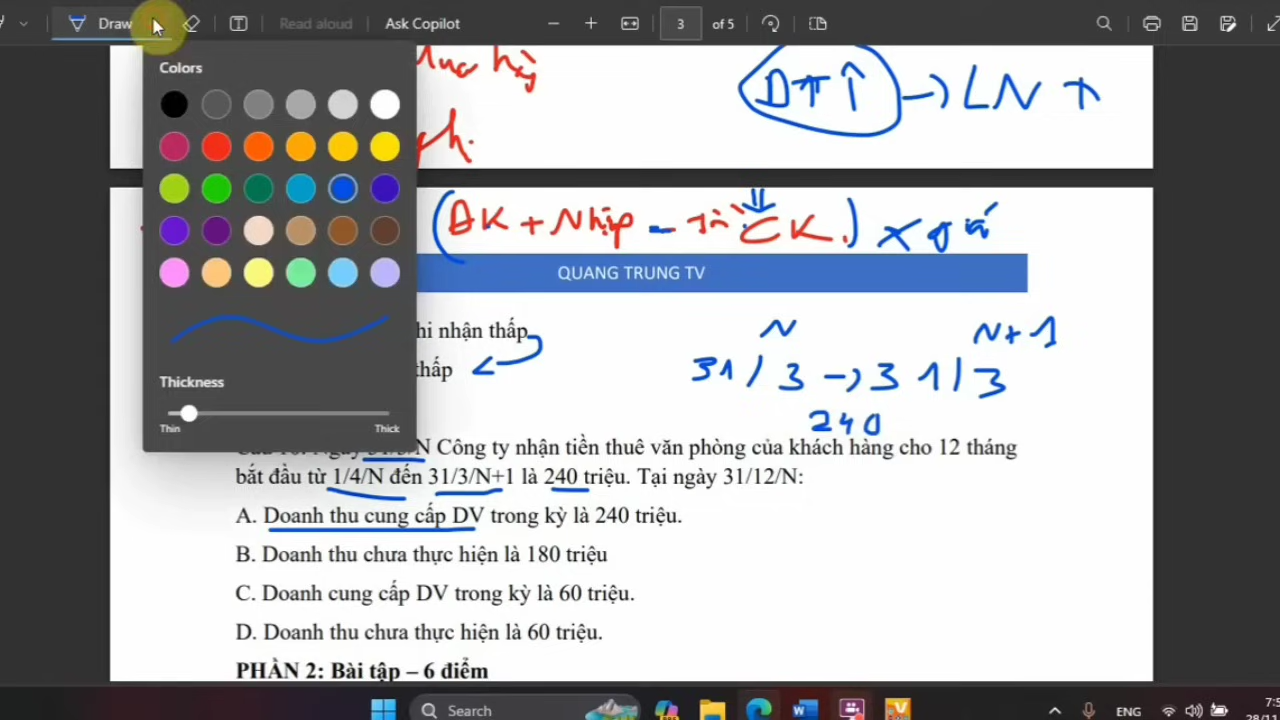 Draw Read aloud Ask Copilot 3 of 5
Colors
Thickness
Thin Thick
DTT↑ → LN +
(ĐK + Nhập - CK.) x giá
QUANG TRUNG TV
hi nhận thấp
thấp
N N+1
31/3 → 31/3
240
N Công ty nhận tiền thuê văn phòng của khách hàng cho 12 tháng
bắt đầu từ 1/4/N đến 31/3/N+1 là 240 triệu. Tại ngày 31/12/N:
A. Doanh thu cung cấp DV trong kỳ là 240 triệu.
B. Doanh thu chưa thực hiện là 180 triệu
C. Doanh cung cấp DV trong kỳ là 60 triệu.
D. Doanh thu chưa thực hiện là 60 triệu.
PHẦN 2: Bài tập – 6 điểm
Search ENG